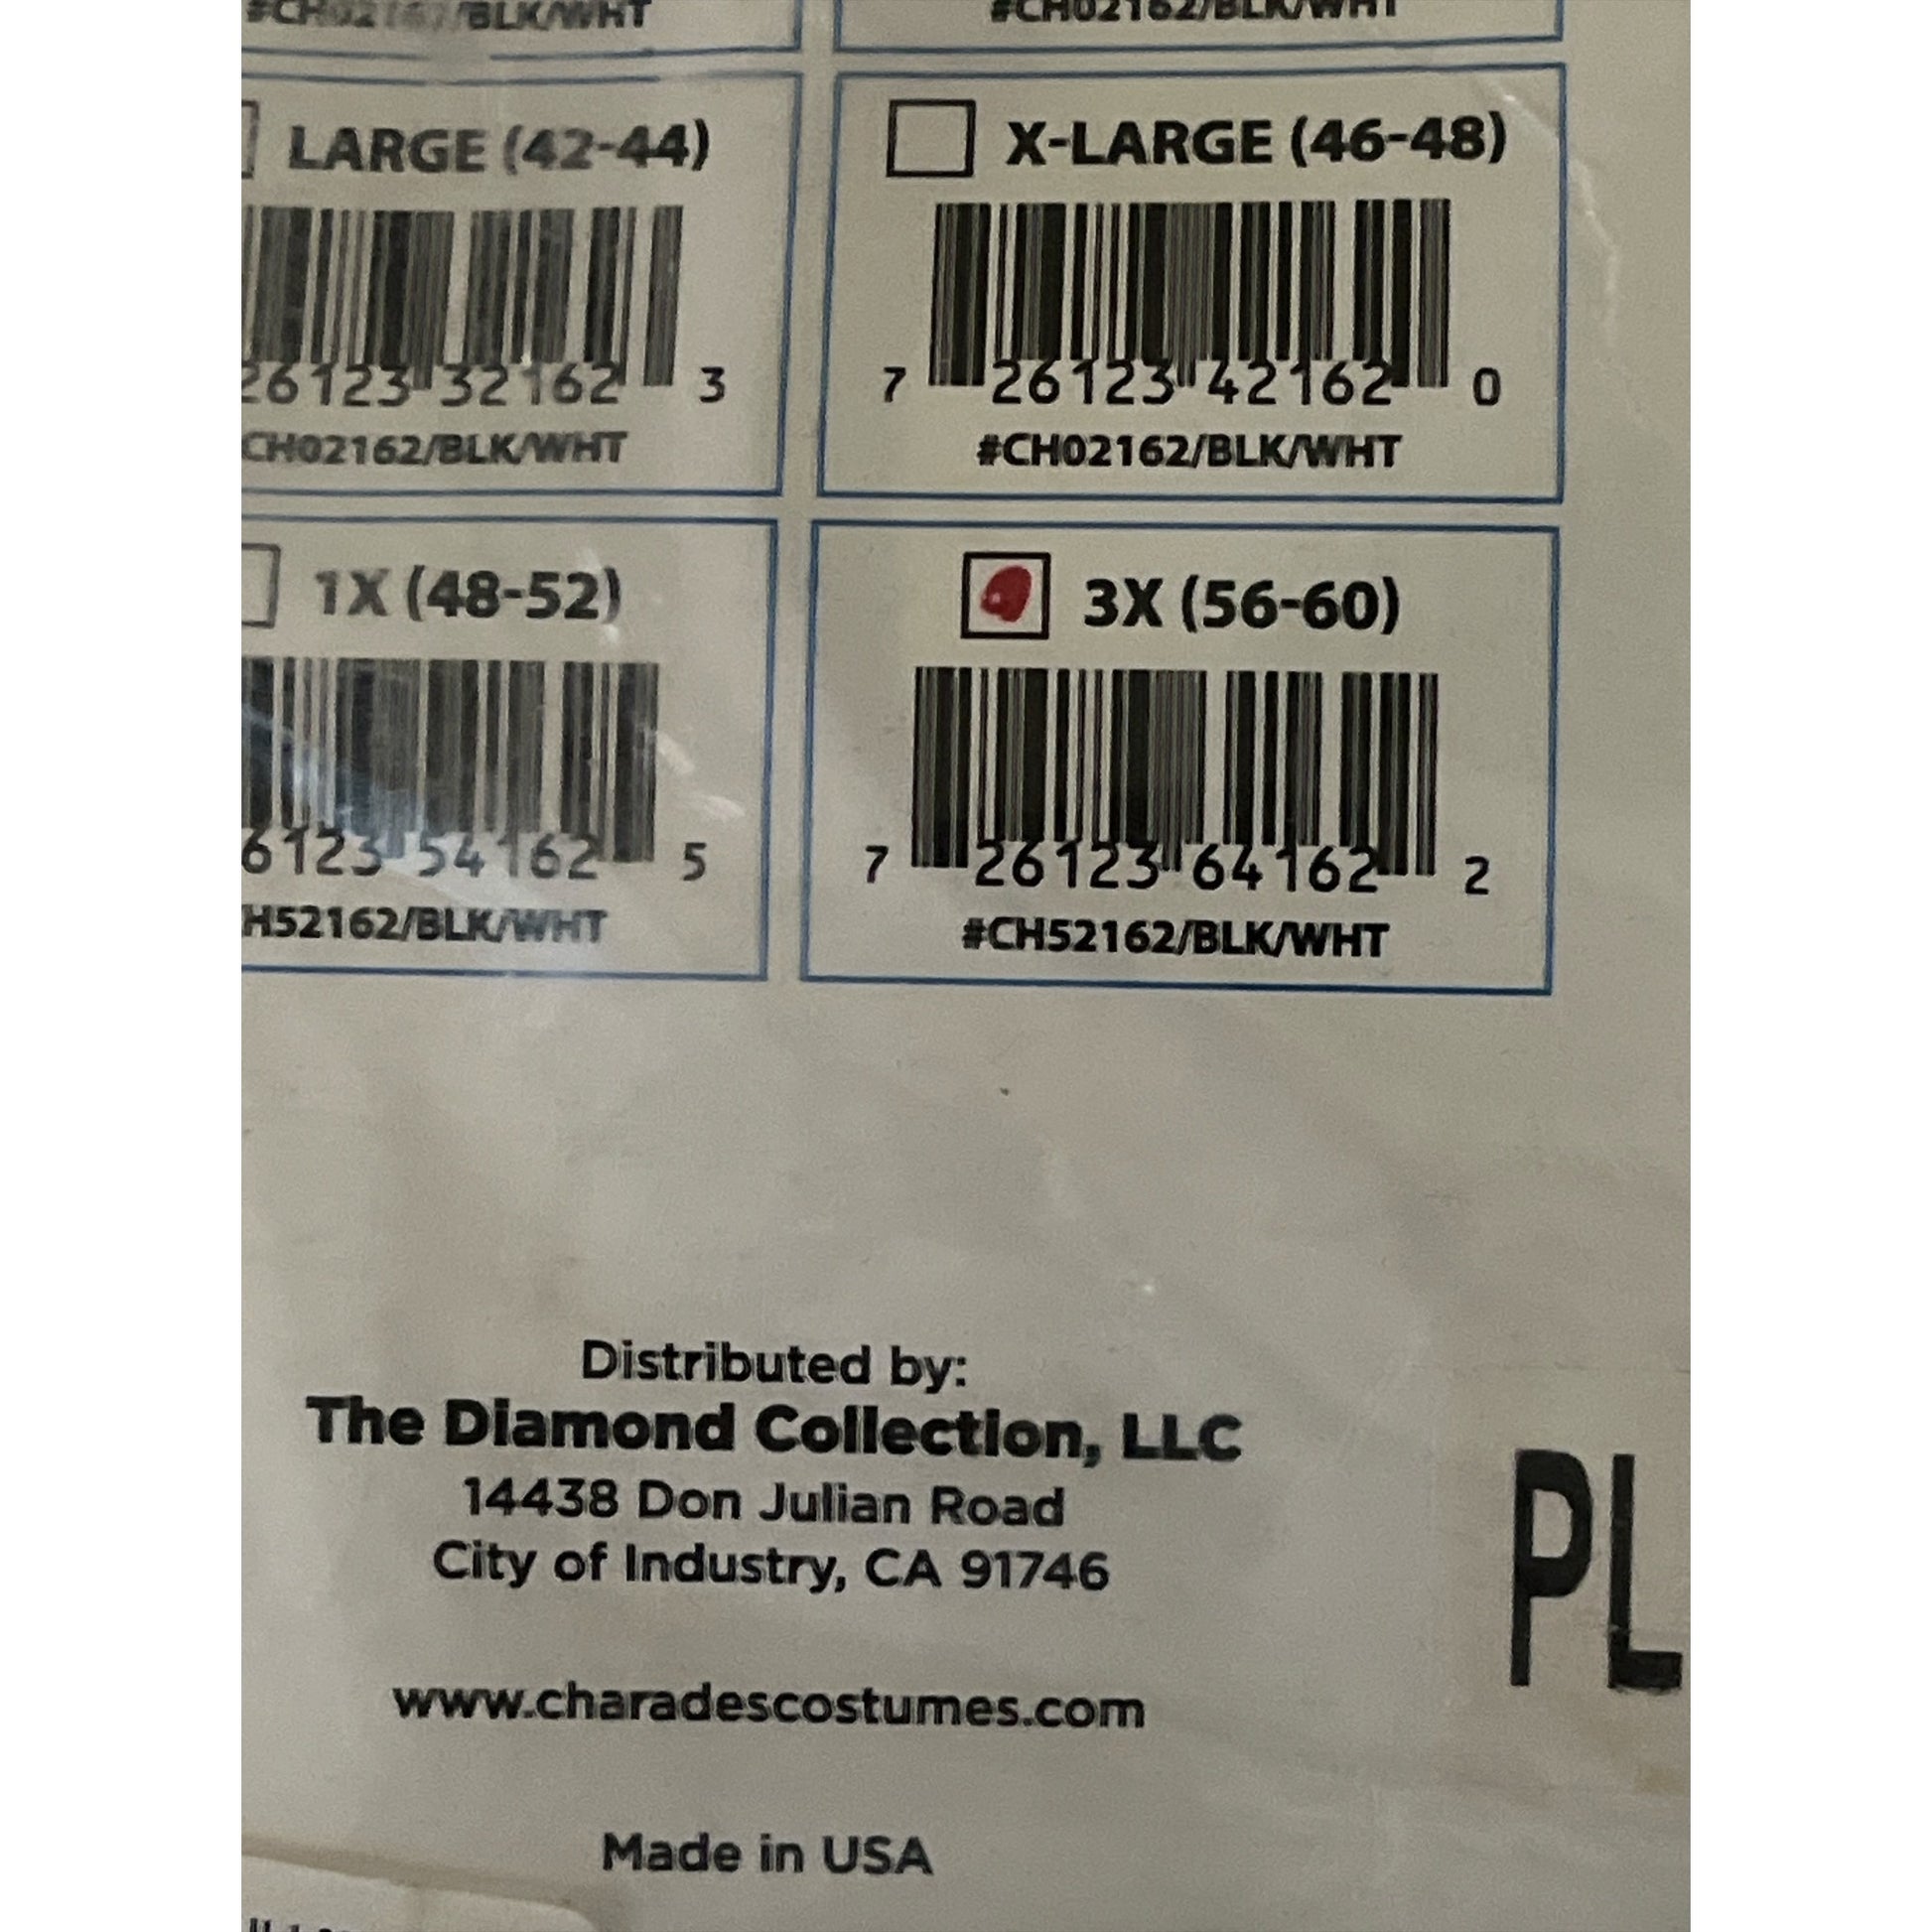 #CH02162/BLK/WHT
#CH02162/BLK/WHT
LARGE (42-44)
26123 32162 3
CH02162/BLK/WHT
X-LARGE (46-48)
7 26123 42162 0
#CH02162/BLK/WHT
1X (48-52)
6123 54162 5
H52162/BLK/WHT
3X (56-60)
7 26123 64162 2
#CH52162/BLK/WHT
Distributed by:
The Diamond Collection, LLC
14438 Don Julian Road
City of Industry, CA 91746
www.charadescostumes.com
Made in USA
PL